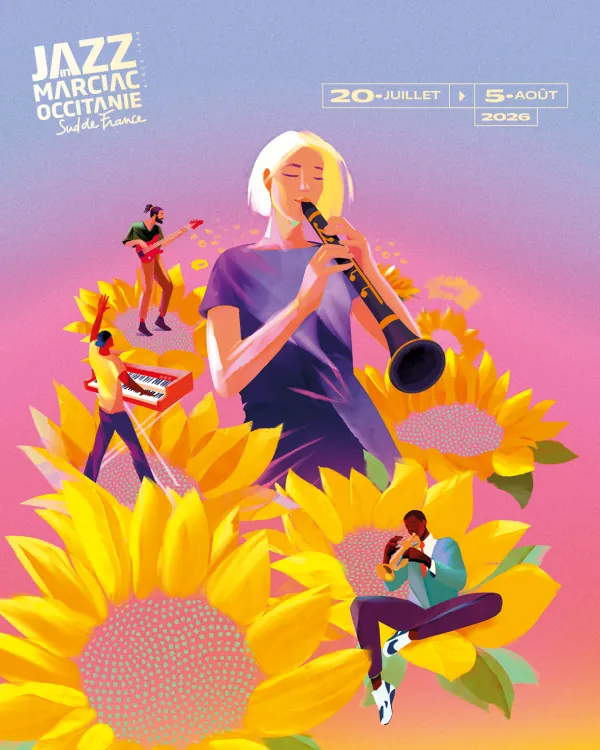 JAZZ
in
MARCIAC
OCCITANIE
Sud de France
20•JUILLET
5•AOÛT
2026